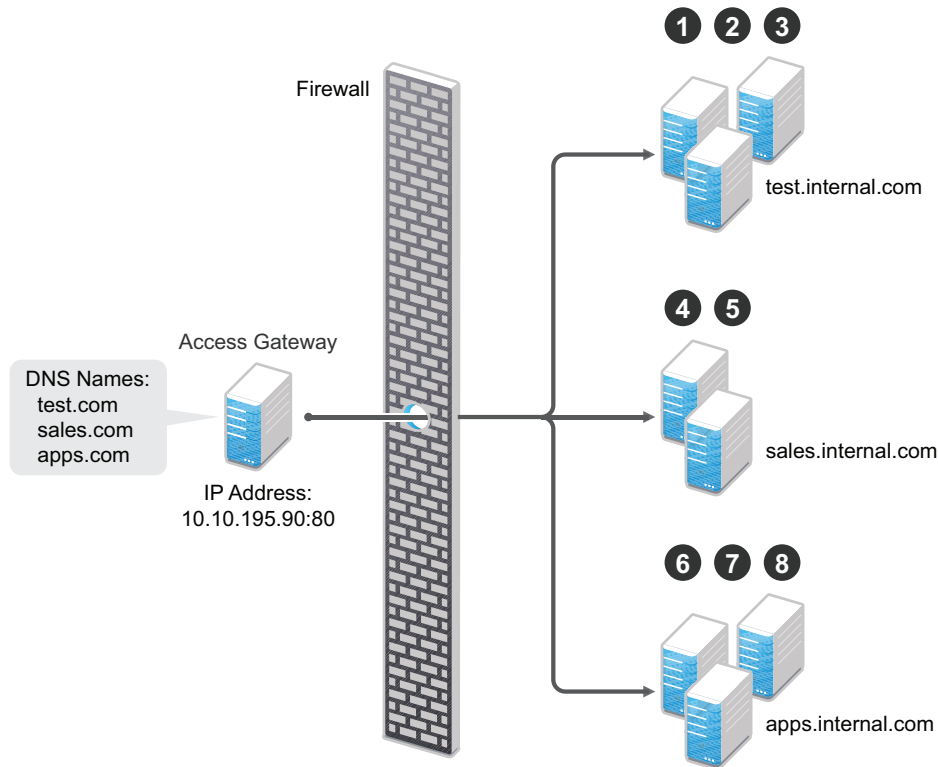 1 2 3
Firewall
test.internal.com
4 5
Access Gateway
DNS Names:
test.com
sales.com
apps.com
sales.internal.com
IP Address:
10.10.195.90:80
6 7 8
apps.internal.com